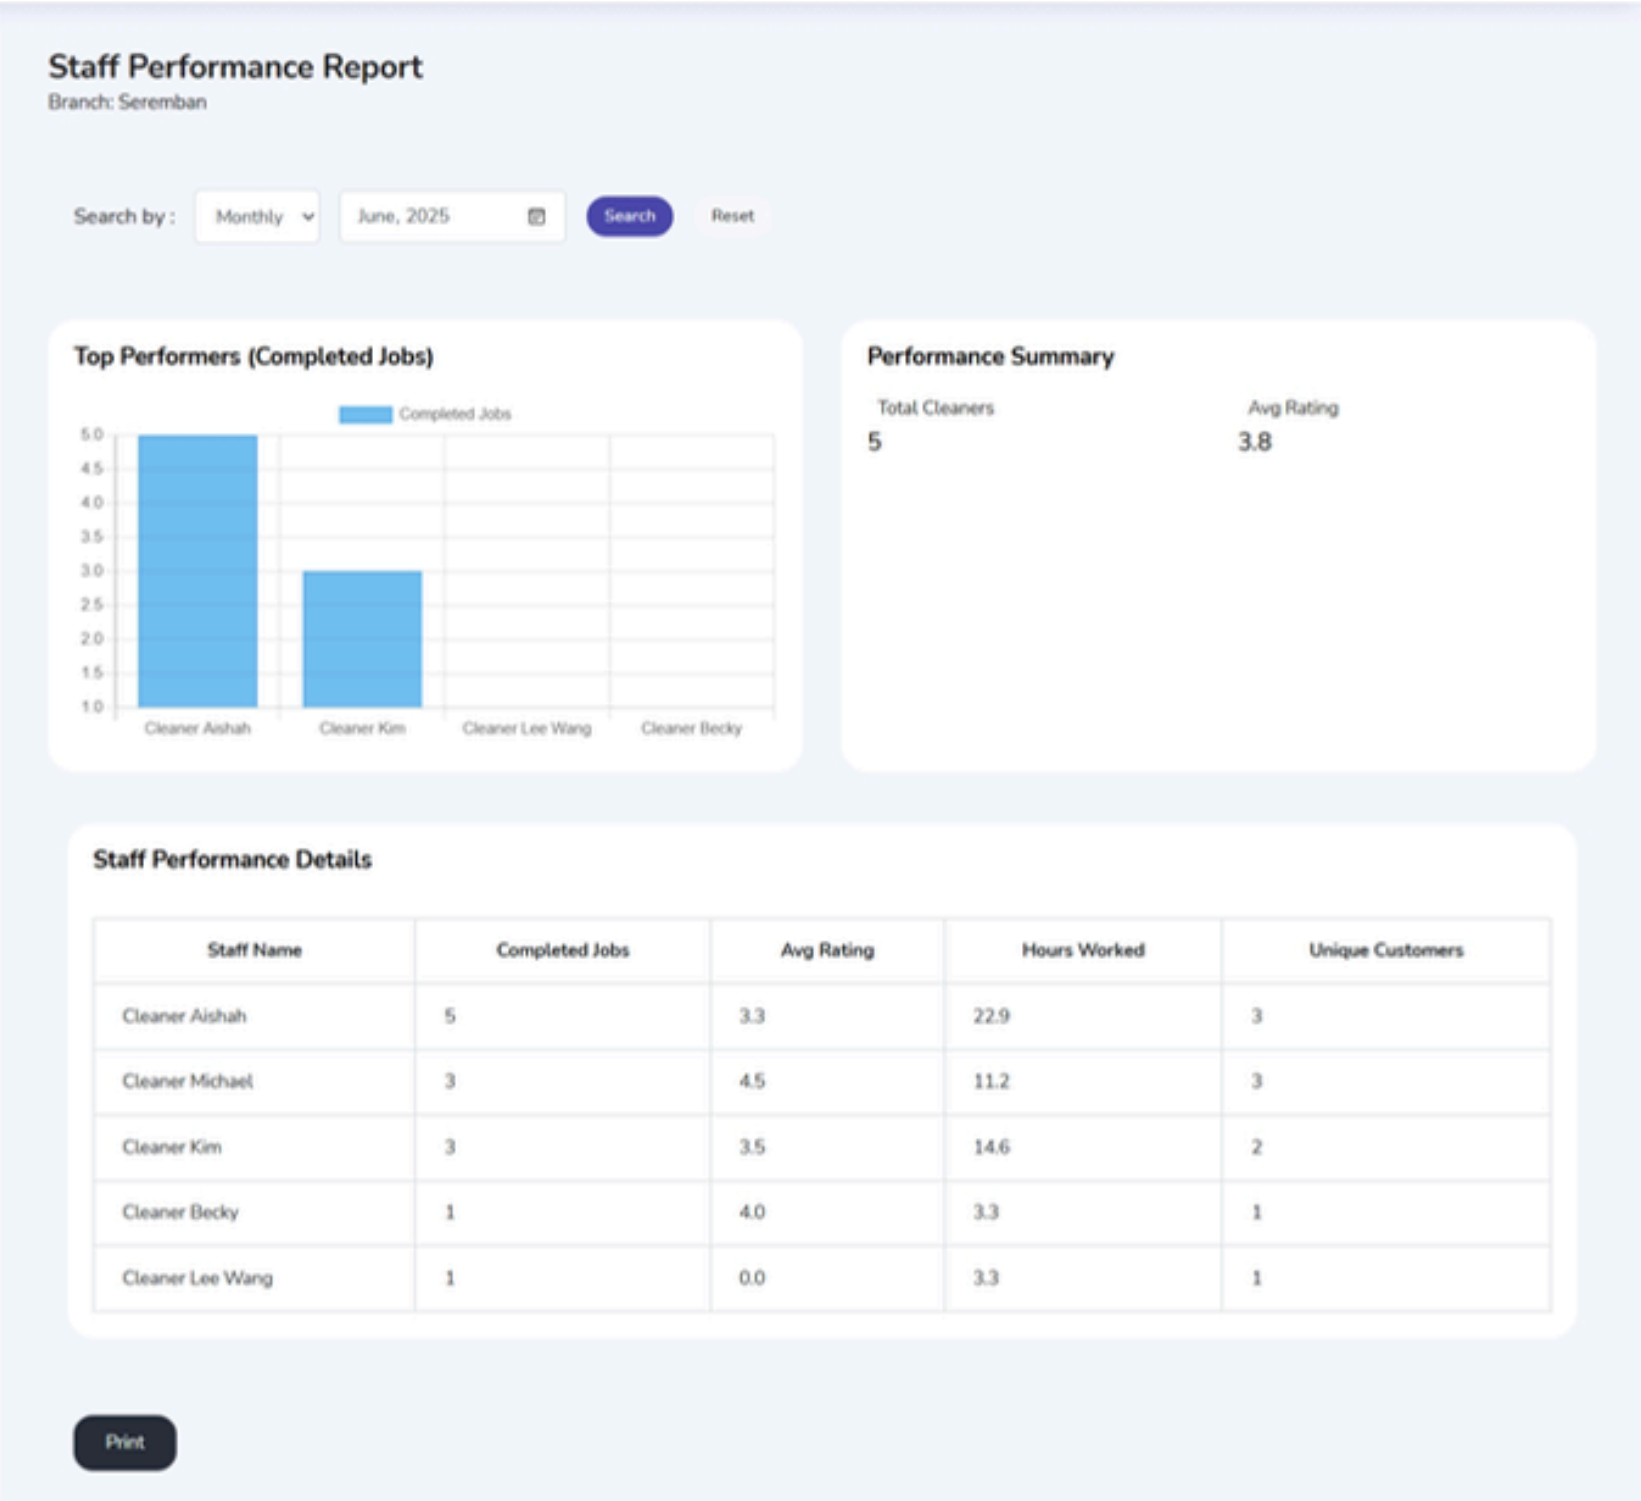 Staff Performance Report
Branch: Seremban
Search by : Monthly June, 2025 Search Reset
Top Performers (Completed Jobs)
Completed Jobs
5.0
4.5
4.0
3.5
3.0
2.5
2.0
1.5
1.0
Cleaner Aishah Cleaner Kim Cleaner Lee Wang Cleaner Becky
Performance Summary
Total Cleaners Avg Rating
5 3.8
Staff Performance Details
Staff Name Completed Jobs Avg Rating Hours Worked Unique Customers
Cleaner Aishah 5 3.3 22.9 3
Cleaner Michael 3 4.5 11.2 3
Cleaner Kim 3 3.5 14.6 2
Cleaner Becky 1 4.0 3.3 1
Cleaner Lee Wang 1 0.0 3.3 1
Print